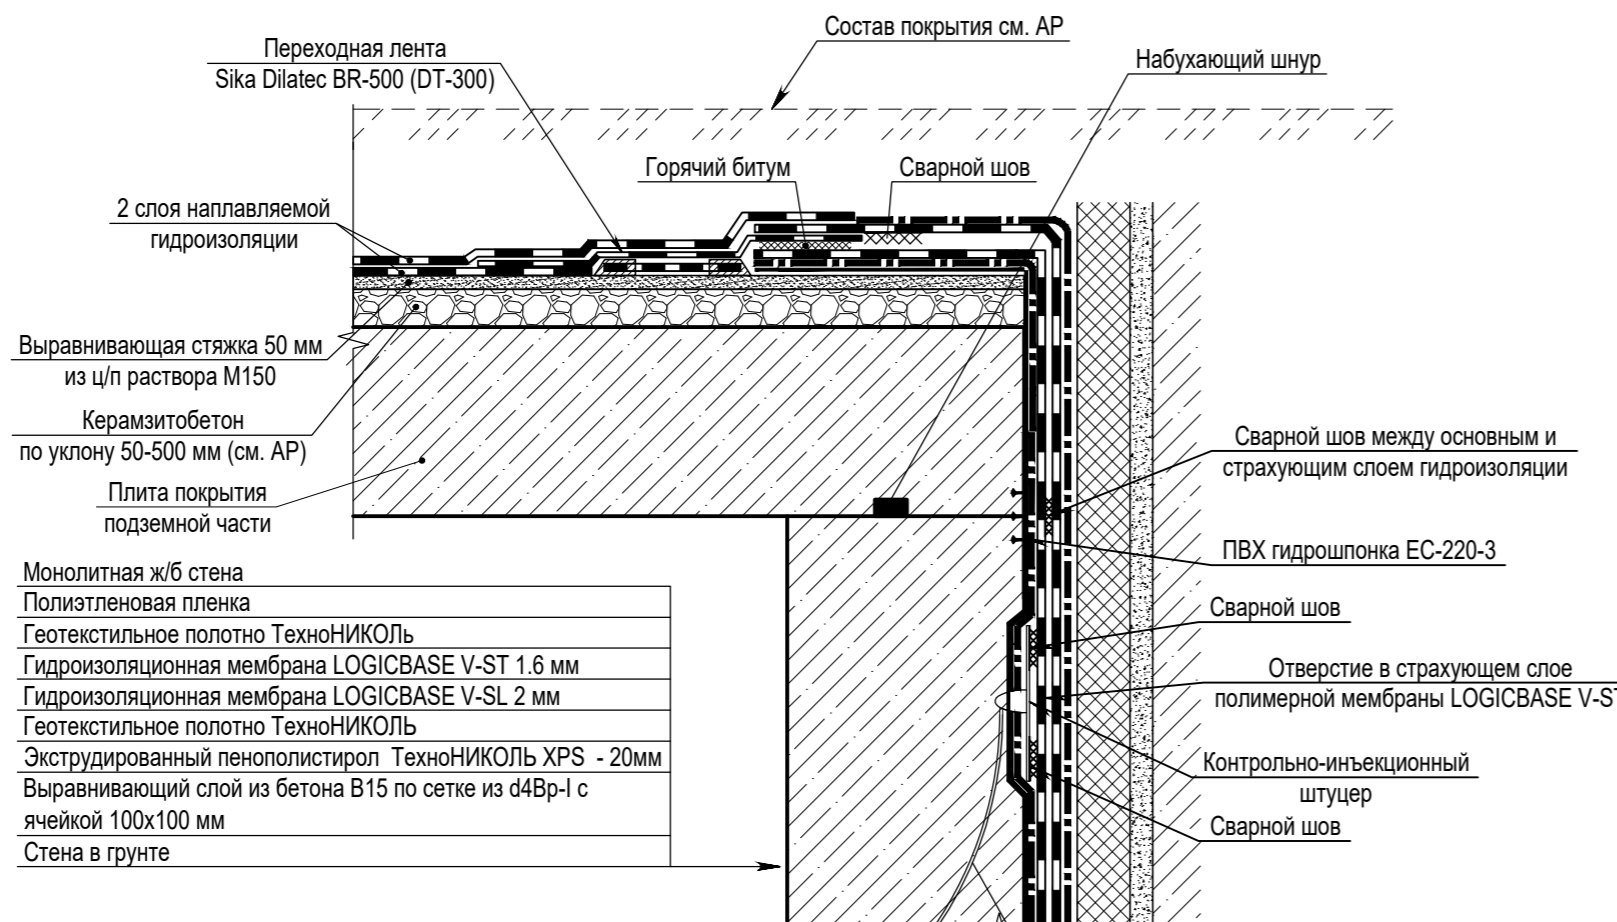 Состав покрытия см. АР
Переходная лента
Sika Dilatec BR-500 (DT-300)
Набухающий шнур
Горячий битум
Сварной шов
2 слоя наплавляемой
гидроизоляции
Выравнивающая стяжка 50 мм
из ц/п раствора М150
Керамзитобетон
по уклону 50-500 мм (см. АР)
Плита покрытия
подземной части
Сварной шов между основным и
страхующим слоем гидроизоляции
ПВХ гидрошпонка ЕС-220-3
Сварной шов
Отверстие в страхующем слое
полимерной мембраны LOGICBASE V-ST
Контрольно-инъекционный
штуцер
Сварной шов
Монолитная ж/б стена
Полиэтленовая пленка
Геотекстильное полотно ТехноНИКОЛЬ
Гидроизоляционная мембрана LOGICBASE V-ST 1.6 мм
Гидроизоляционная мембрана LOGICBASE V-SL 2 мм
Геотекстильное полотно ТехноНИКОЛЬ
Экструдированный пенополистирол ТехноНИКОЛЬ XPS - 20мм
Выравнивающий слой из бетона В15 по сетке из d4Вр-I с
ячейкой 100х100 мм
Стена в грунте